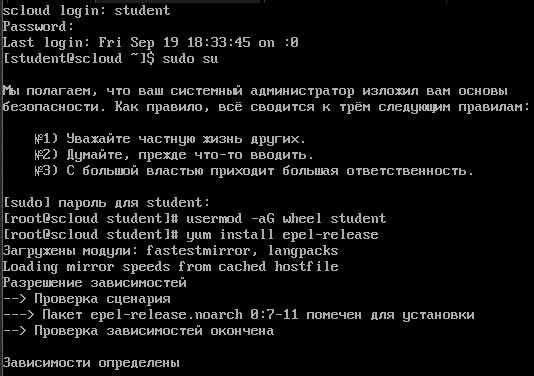 scloud login: student
Password:
Last login: Fri Sep 19 18:33:45 on :0
[student@scloud ~]$ sudo su
Мы полагаем, что ваш системный администратор изложил вам основы
безопасности. Как правило, всё сводится к трём следующим правилам:
№1) Уважайте частную жизнь других.
№2) Думайте, прежде что-то вводить.
№3) С большой властью приходит большая ответственность.
[sudo] пароль для student:
[root@scloud student]# usermod -aG wheel student
[root@scloud student]# yum install epel-release
Загружены модули: fastestmirror, langpacks
Loading mirror speeds from cached hostfile
Разрешение зависимостей
--> Проверка сценария
---> Пакет epel-release.noarch 0:7-11 помечен для установки
--> Проверка зависимостей окончена
Зависимости определены